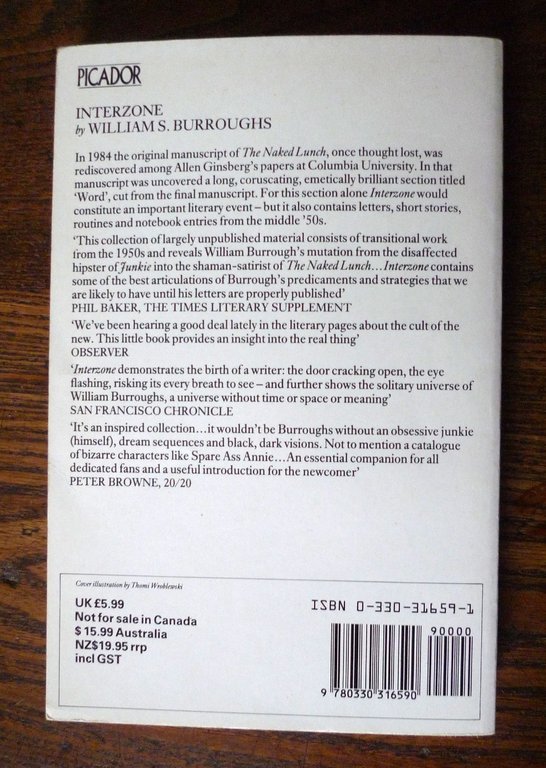 PICADOR
INTERZONE
by WILLIAM S. BURROUGHS
In 1984 the original manuscript of The Naked Lunch, once thought lost, was
rediscovered among Allen Ginsberg's papers at Columbia University. In that
manuscript was uncovered a long, coruscating, emetically brilliant section titled
'Word', cut from the final manuscript. For this section alone Interzone would
constitute an important literary event – but it also contains letters, short stories,
routines and notebook entries from the middle '50s.
'This collection of largely unpublished material consists of transitional work
from the 1950s and reveals William Burrough's mutation from the disaffected
hipster of Junkie into the shaman-satirist of The Naked Lunch...Interzone contains
some of the best articulations of Burrough's predicaments and strategies that we
are likely to have until his letters are properly published'
PHIL BAKER, THE TIMES LITERARY SUPPLEMENT
'We've been hearing a good deal lately in the literary pages about the cult of the
new. This little book provides an insight into the real thing'
OBSERVER
'Interzone demonstrates the birth of a writer: the door cracking open, the eye
flashing, risking its every breath to see – and further shows the solitary universe of
William Burroughs, a universe without time or space or meaning'
SAN FRANCISCO CHRONICLE
'It's an inspired collection...it wouldn't be Burroughs without an obsessive junkie
(himself), dream sequences and black, dark visions. Not to mention a catalogue
of bizarre characters like Spare Ass Annie...An essential companion for all
dedicated fans and a useful introduction for the newcomer'
PETER BROWNE, 20/20
Cover illustration by Thomi Wroblewski
UK £5.99
Not for sale in Canada
$ 15.99 Australia
NZ$19.95 rrp
incl GST
ISBN 0-330-31659-1
90000
9 780330 316590